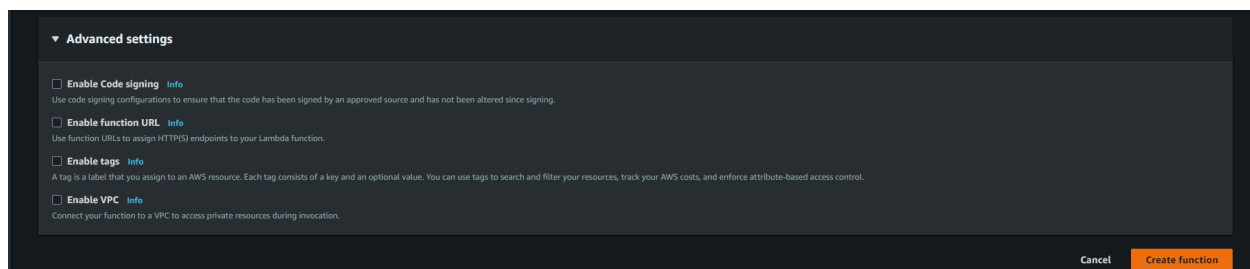 Advanced settings
Enable Code signing Info
Use code signing configurations to ensure that the code has been signed by an approved source and has not been altered since signing.
Enable function URL Info
Use function URLs to assign HTTP(S) endpoints to your Lambda function.
Enable tags Info
A tag is a label that you assign to an AWS resource. Each tag consists of a key and an optional value. You can use tags to search and filter your resources, track your AWS costs, and enforce attribute-based access control.
Enable VPC Info
Connect your function to a VPC to access private resources during invocation.
Cancel Create function